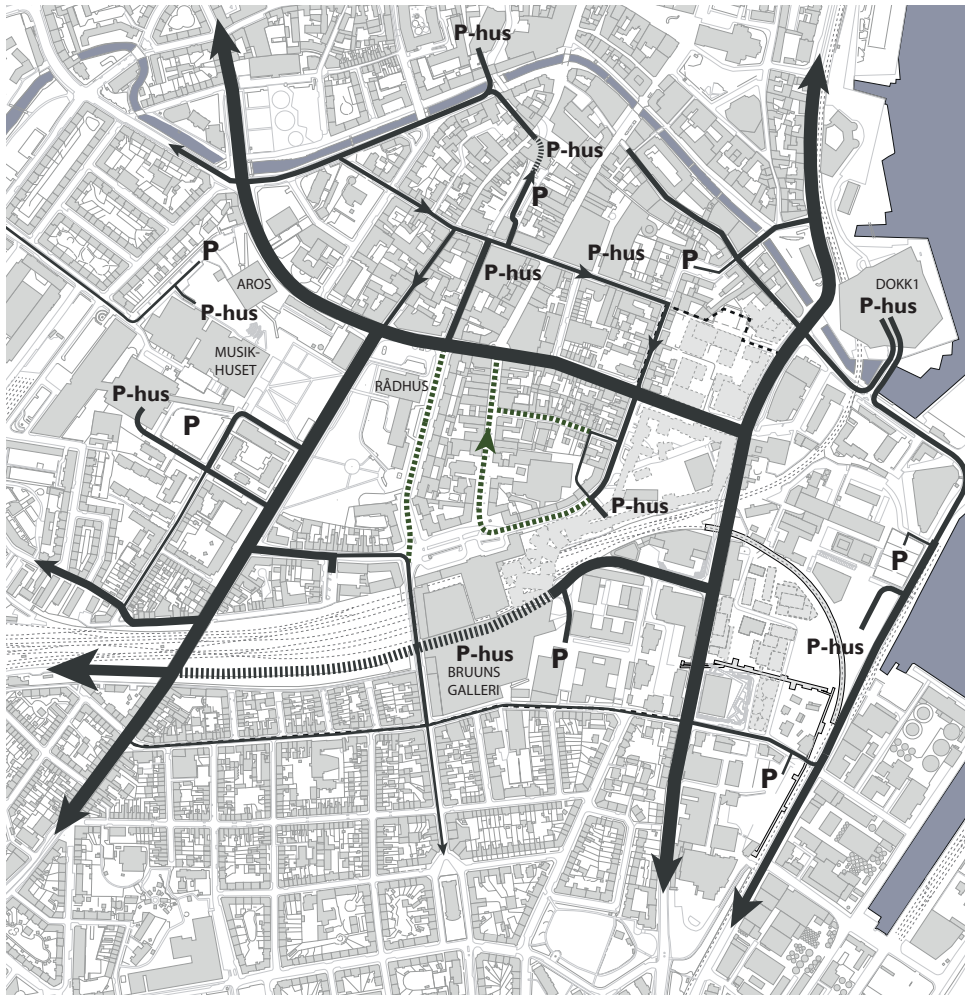 P-hus
P-hus
P
P
P-hus
P-hus
P
DOKK1
P-hus
AROS
P-hus
MUSIK-
HUSET
RÅDHUS
P-hus
P
P-hus
P
P-hus
P-hus
BRUUNS
GALLERI
P
P